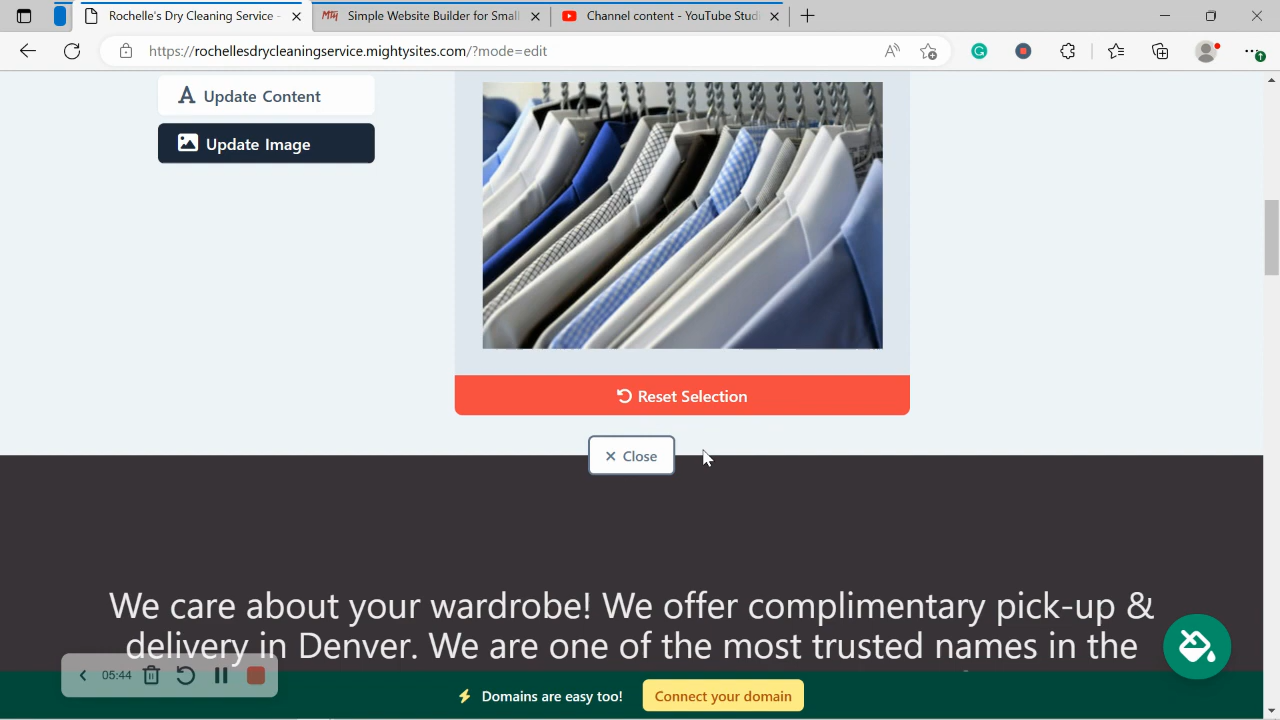 Rochelle's Dry Cleaning Service -
Simple Website Builder for Small
Channel content - YouTube Studi
https://rochellesdrycleaningservice.mightysites.com/?mode=edit
A Update Content
Update Image
Reset Selection
× Close
We care about your wardrobe! We offer complimentary pick-up &
delivery in Denver. We are one of the most trusted names in the
05:44
Domains are easy too!
Connect your domain